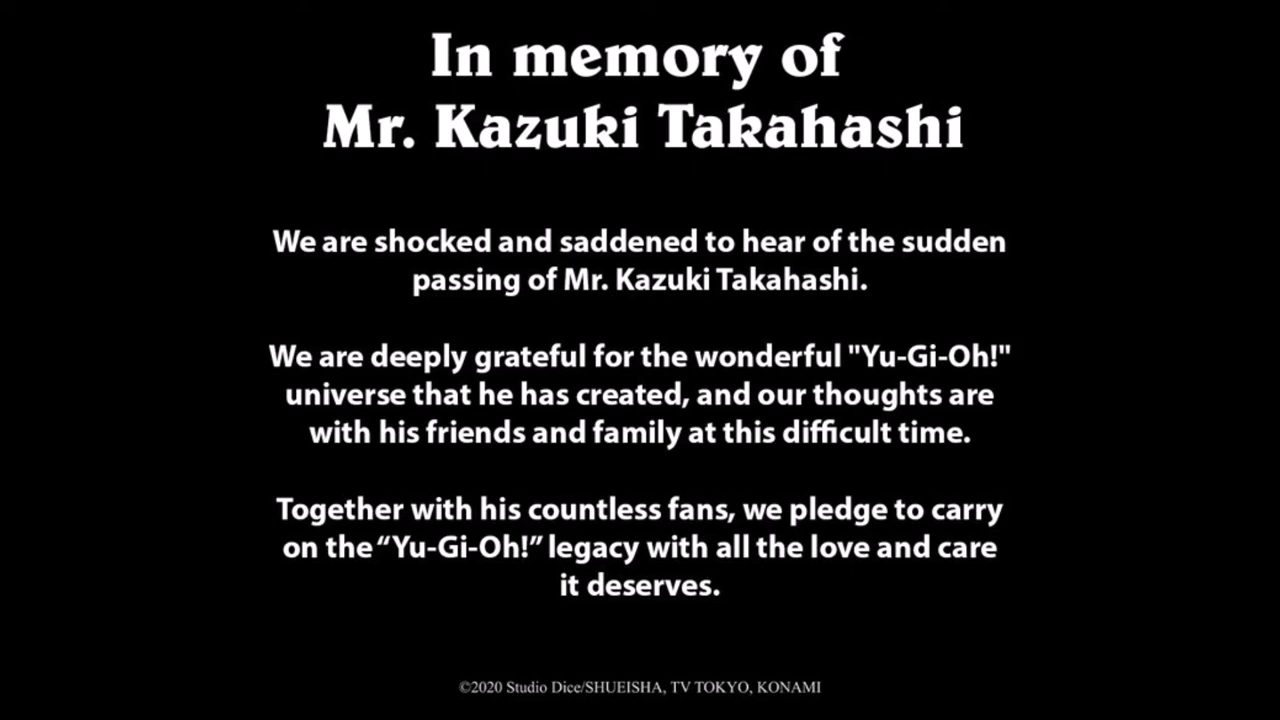 In memory of
Mr. Kazuki Takahashi
We are shocked and saddened to hear of the sudden
passing of Mr. Kazuki Takahashi.
We are deeply grateful for the wonderful "Yu-Gi-Oh!"
universe that he has created, and our thoughts are
with his friends and family at this difficult time.
Together with his countless fans, we pledge to carry
on the “Yu-Gi-Oh!” legacy with all the love and care
it deserves.
©2020 Studio Dice/SHUEISHA, TV TOKYO, KONAMI